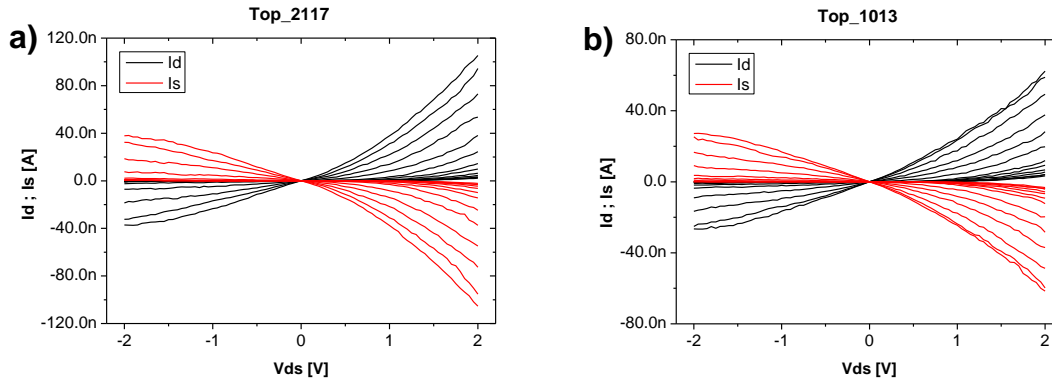 a)
Top_2117
Id ; Is [A]
120.0n
80.0n
40.0n
0.0
-40.0n
-80.0n
-120.0n
Id
Is
-2
-1
0
1
2
Vds [V]
b)
Top_1013
Id ; Is [A]
80.0n
40.0n
0.0
-40.0n
-80.0n
Id
Is
-2
-1
0
1
2
Vds [V]